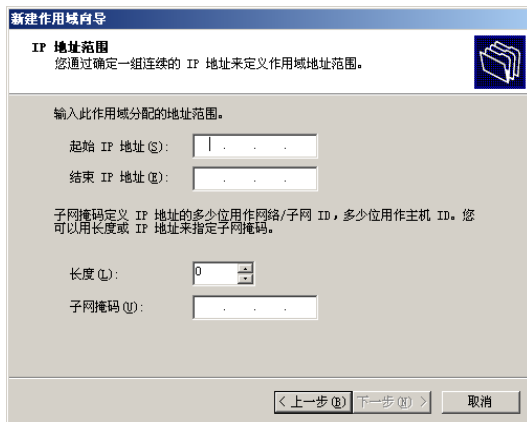 新建作用域向导
IP 地址范围
您通过确定一组连续的 IP 地址来定义作用域地址范围。
输入此作用域分配的地址范围。
起始 IP 地址(S):
. . .
结束 IP 地址(E):
. . .
子网掩码定义 IP 地址的多少位用作网络/子网 ID，多少位用作主机 ID。您
可以用长度或 IP 地址来指定子网掩码。
长度(L):
0
子网掩码(U):
. . .
< 上一步(B) 下一步(N) > 取消